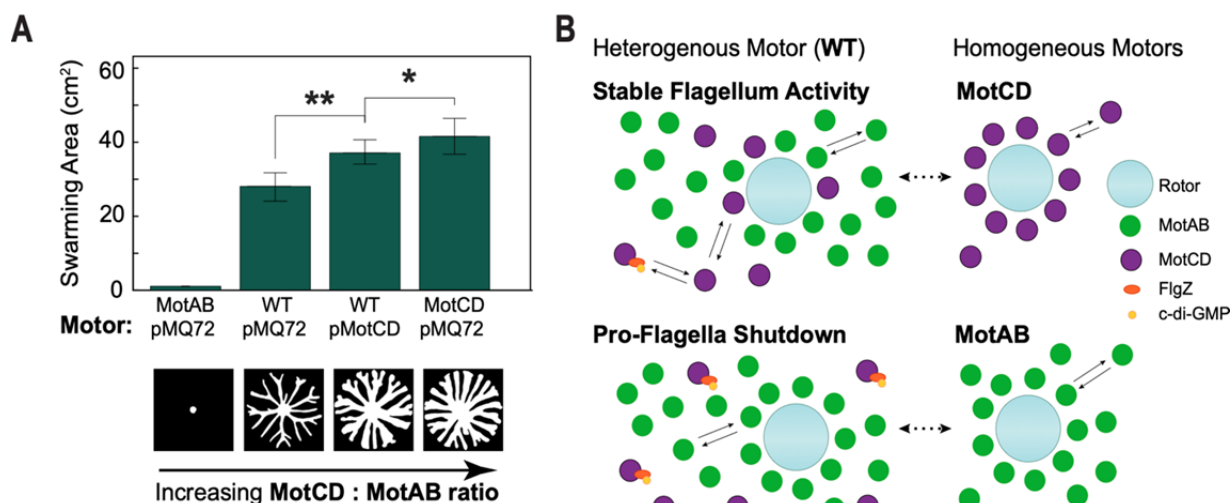 A
Swarming Area (cm²)
60
40
20
0
**
*
Motor:
MotAB
pMQ72
WT
pMQ72
WT
pMotCD
MotCD
pMQ72
Increasing MotCD : MotAB ratio
B
Heterogenous Motor (WT)
Homogeneous Motors
Stable Flagellum Activity
MotCD
Rotor
MotAB
MotCD
FlgZ
c-di-GMP
Pro-Flagella Shutdown
MotAB